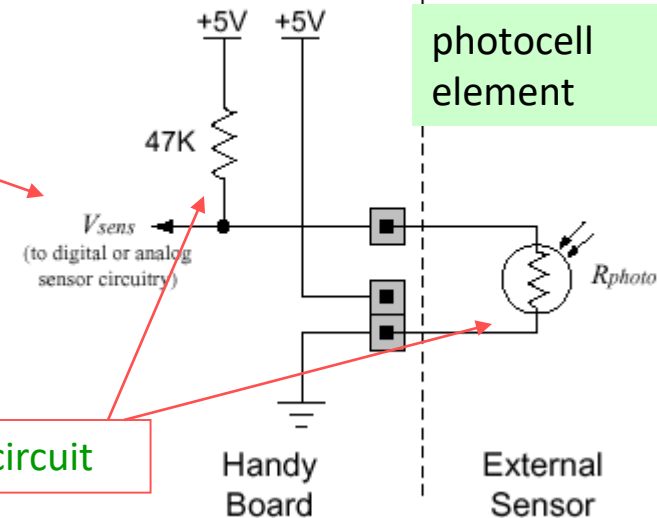 +5V +5V
photocell
element
47K
Vsens
(to digital or analog
sensor circuitry)
Rphoto
circuit
Handy
Board
External
Sensor